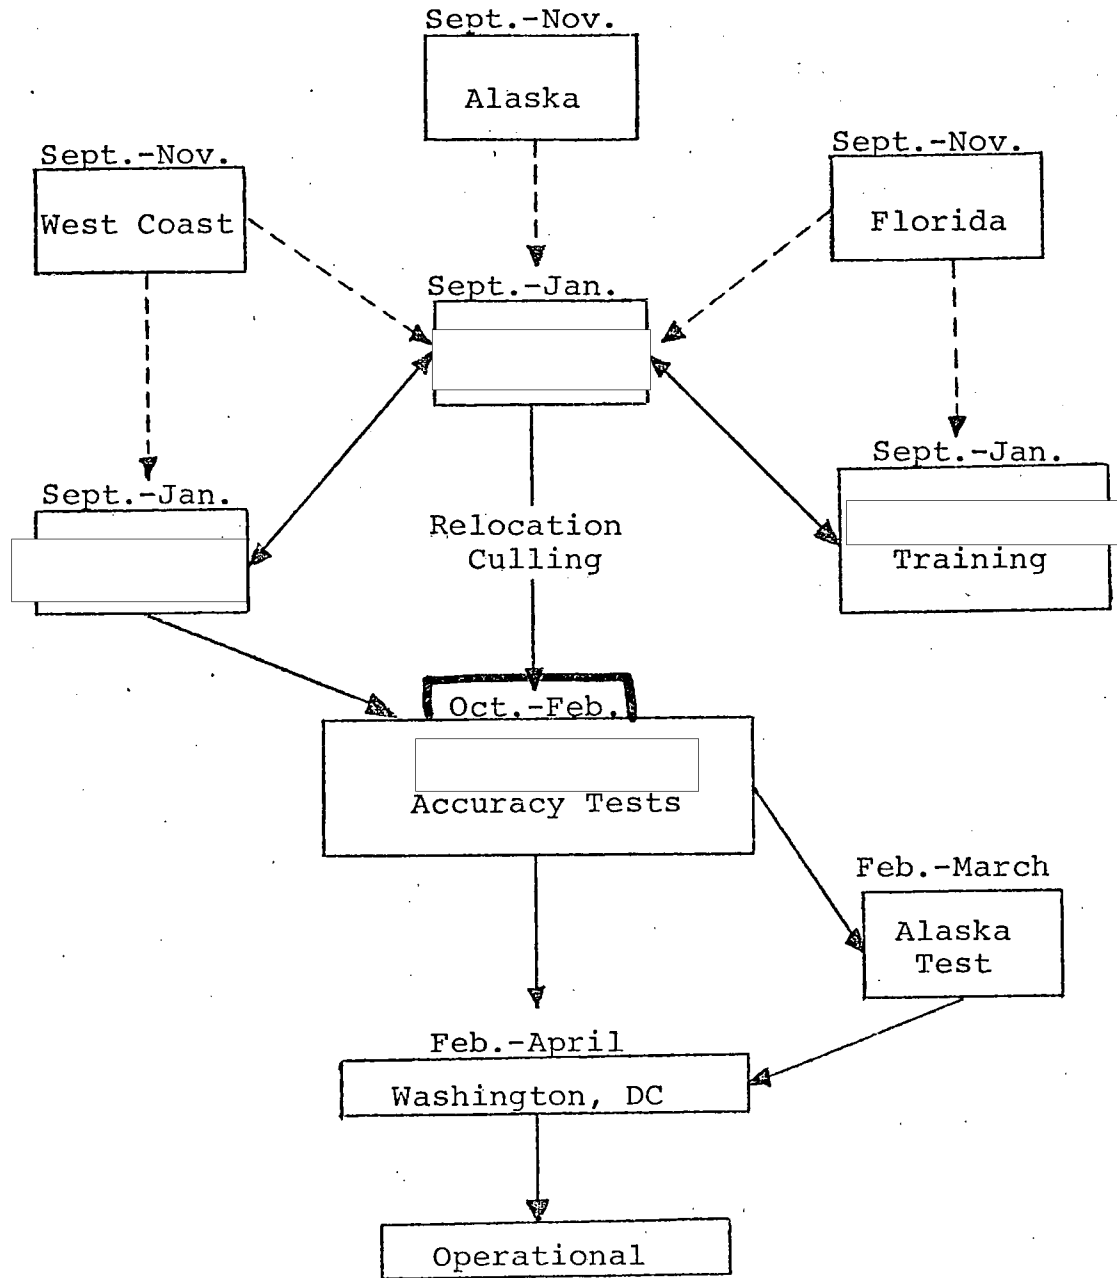 Sept.-Nov.
Alaska
Sept.-Nov.
West Coast
Sept.-Nov.
Florida
Sept.-Jan.
Sept.-Jan.
Training
Sept.-Jan.
Relocation
Culling
Oct.-Feb.
Accuracy Tests
Feb.-March
Alaska
Test
Feb.-April
Washington, DC
Operational